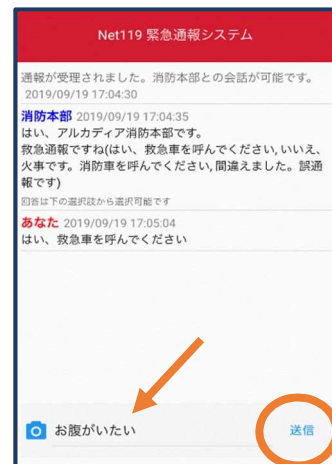 Net119 緊急通報システム
通報が受理されました。消防本部との会話が可能です。
2019/09/19 17:04:30
消防本部 2019/09/19 17:04:35
はい、アルカディア消防本部です。
救急通報ですね(はい、救急車を呼んでください, いいえ、
火事です。消防車を呼んでください, 間違えました。誤通
報です)
回答は下の選択肢から選択可能です
あなた 2019/09/19 17:05:04
はい、救急車を呼んでください
お腹がいたい
送信